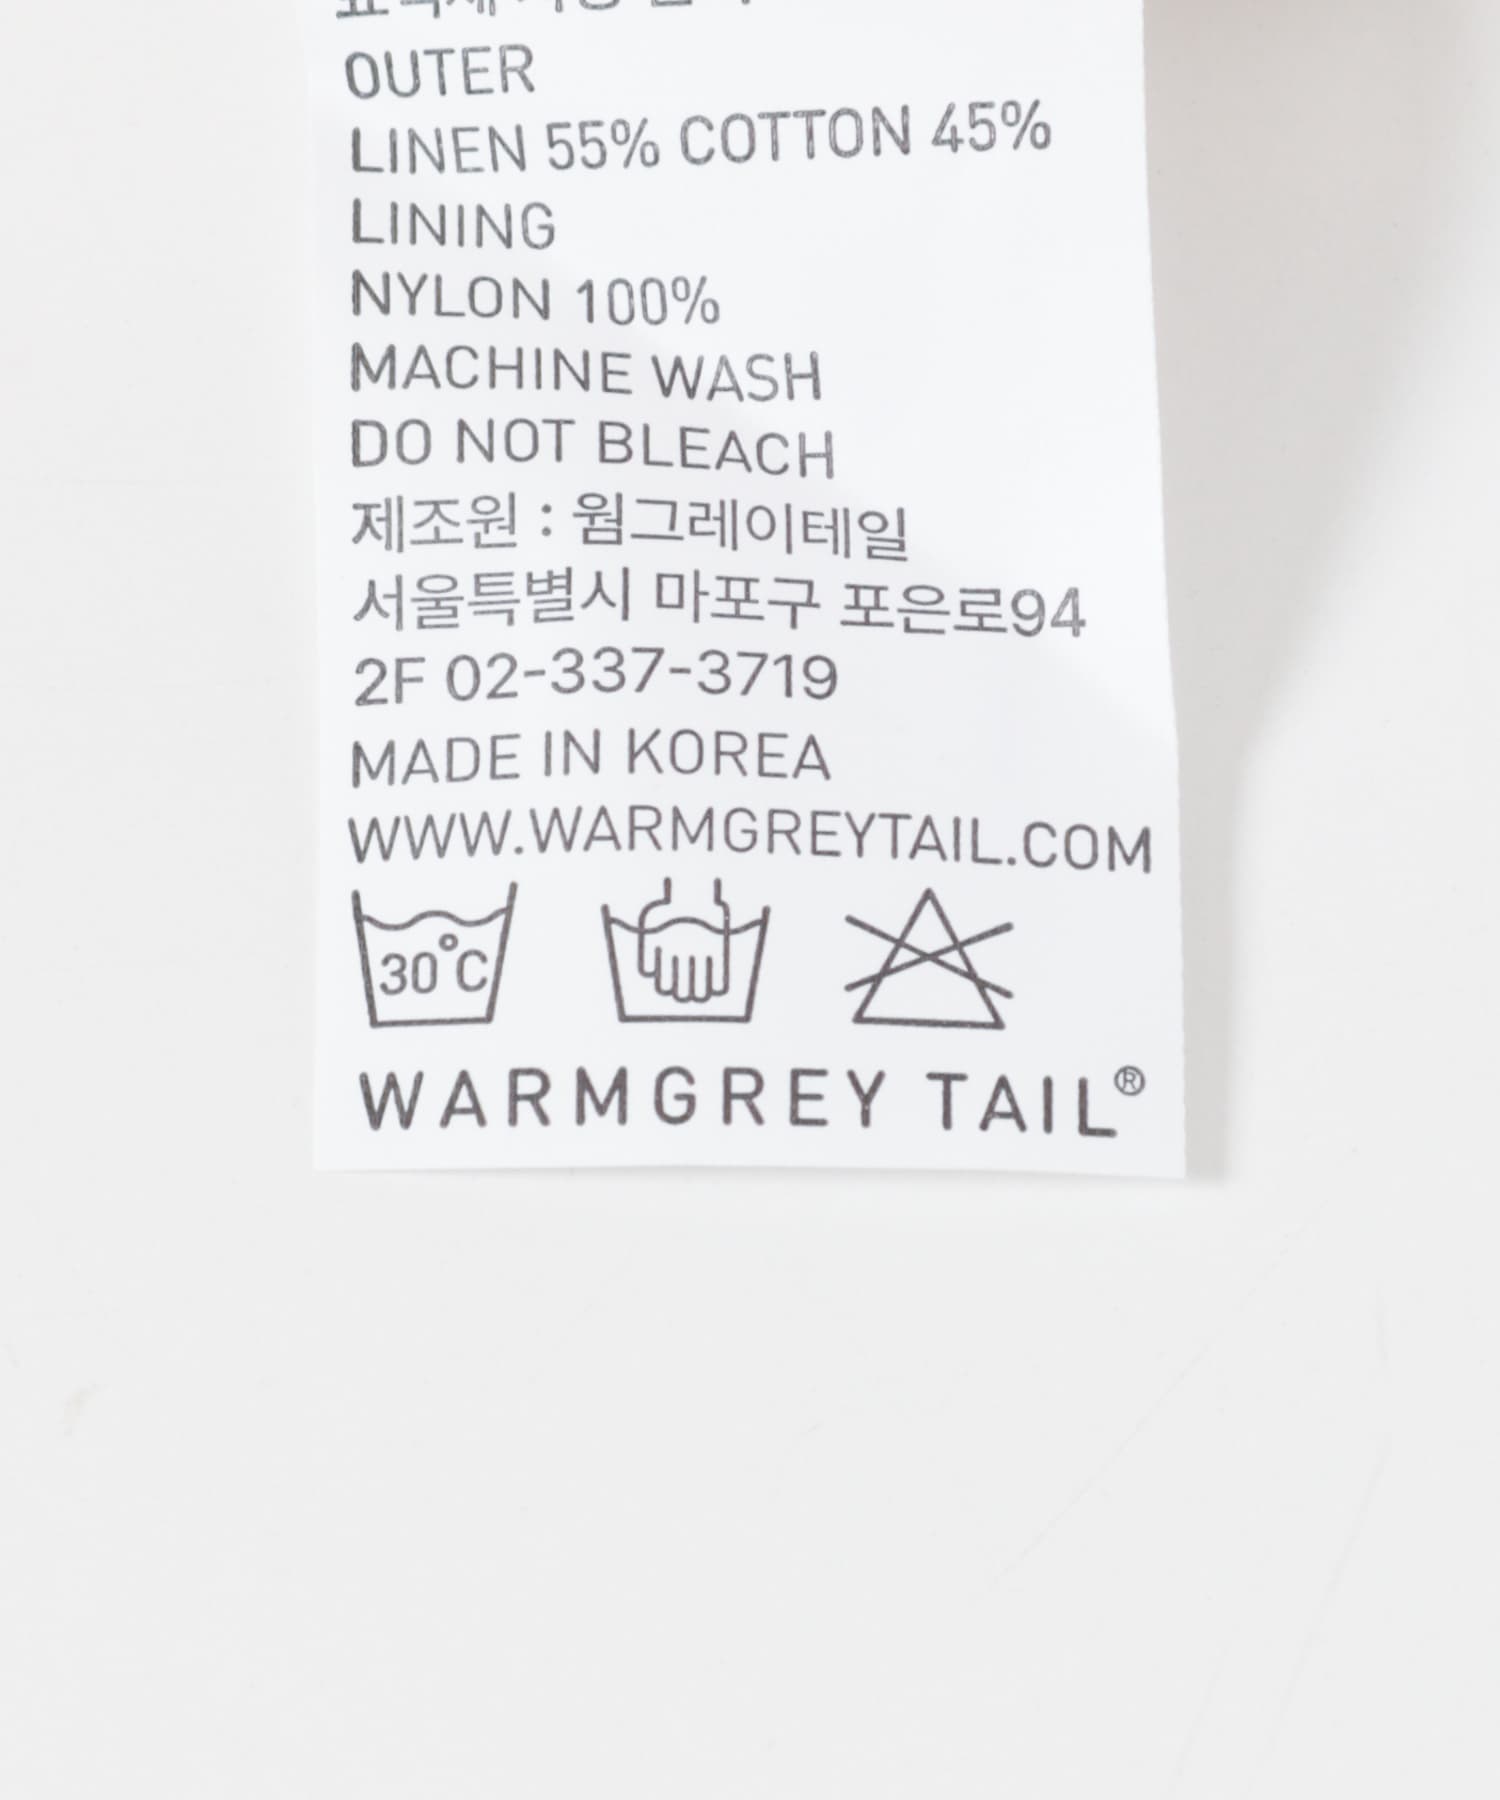 OUTER
LINEN 55% COTTON 45%
LINING
NYLON 100%
MACHINE WASH
DO NOT BLEACH
제조원 : 웜그레이테일
서울특별시 마포구 포은로94
2F 02-337-3719
MADE IN KOREA
WWW.WARMGREYTAIL.COM
30°C
WARMGREY TAIL®